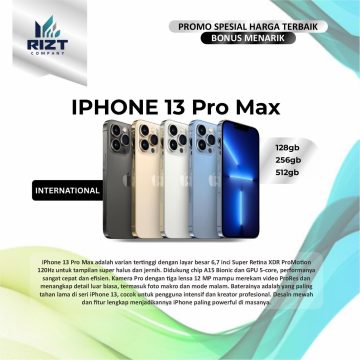 RIZT
COMPANY
PROMO SPESIAL HARGA TERBAIK
BONUS MENARIK
IPHONE 13 Pro Max
128gb
256gb
512gb
INTERNATIONAL
iPhone 13 Pro Max adalah varian tertinggi dengan layar besar 6,7 inci Super Retina XDR ProMotion
120Hz untuk tampilan super halus dan jernih. Didukung chip A15 Bionic dan GPU 5-core, performanya
sangat cepat dan efisien. Kamera Pro dengan tiga lensa 12 MP mampu merekam video ProRes dan
menangkap detail luar biasa, termasuk foto makro dan mode malam. Baterainya adalah yang paling
tahan lama di seri iPhone 13, cocok untuk pengguna intensif dan kreator profesional. Desain mewah
dan fitur lengkap menjadikannya iPhone paling powerful di masanya.